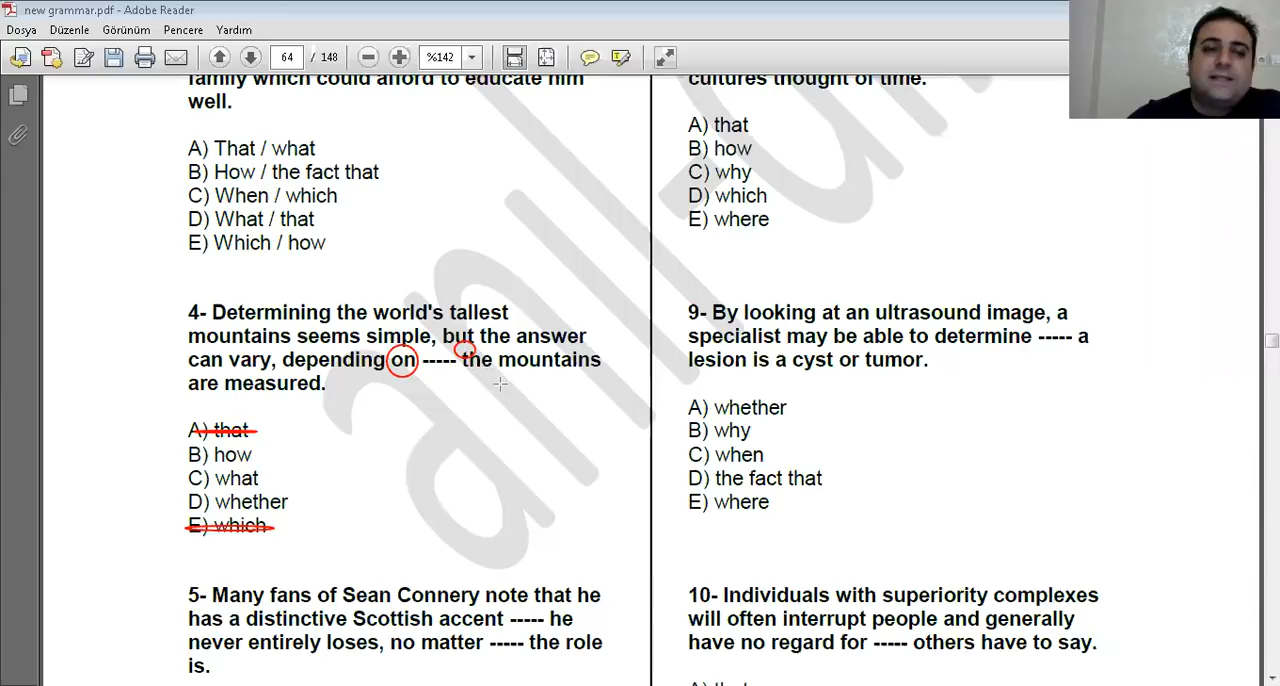 new grammar.pdf - Adobe Reader
Dosya Düzenle Görünüm Pencere Yardım
64 / 148 %142
family which could afford to educate him
well.
A) That / what
B) How / the fact that
C) When / which
D) What / that
E) Which / how
4- Determining the world's tallest
mountains seems simple, but the answer
can vary, depending on ----- the mountains
are measured.
A) that
B) how
C) what
D) whether
E) which
5- Many fans of Sean Connery note that he
has a distinctive Scottish accent ----- he
never entirely loses, no matter ----- the role
is.
cultures thought of time.
A) that
B) how
C) why
D) which
E) where
9- By looking at an ultrasound image, a
specialist may be able to determine ----- a
lesion is a cyst or tumor.
A) whether
B) why
C) when
D) the fact that
E) where
10- Individuals with superiority complexes
will often interrupt people and generally
have no regard for ----- others have to say.
A) that